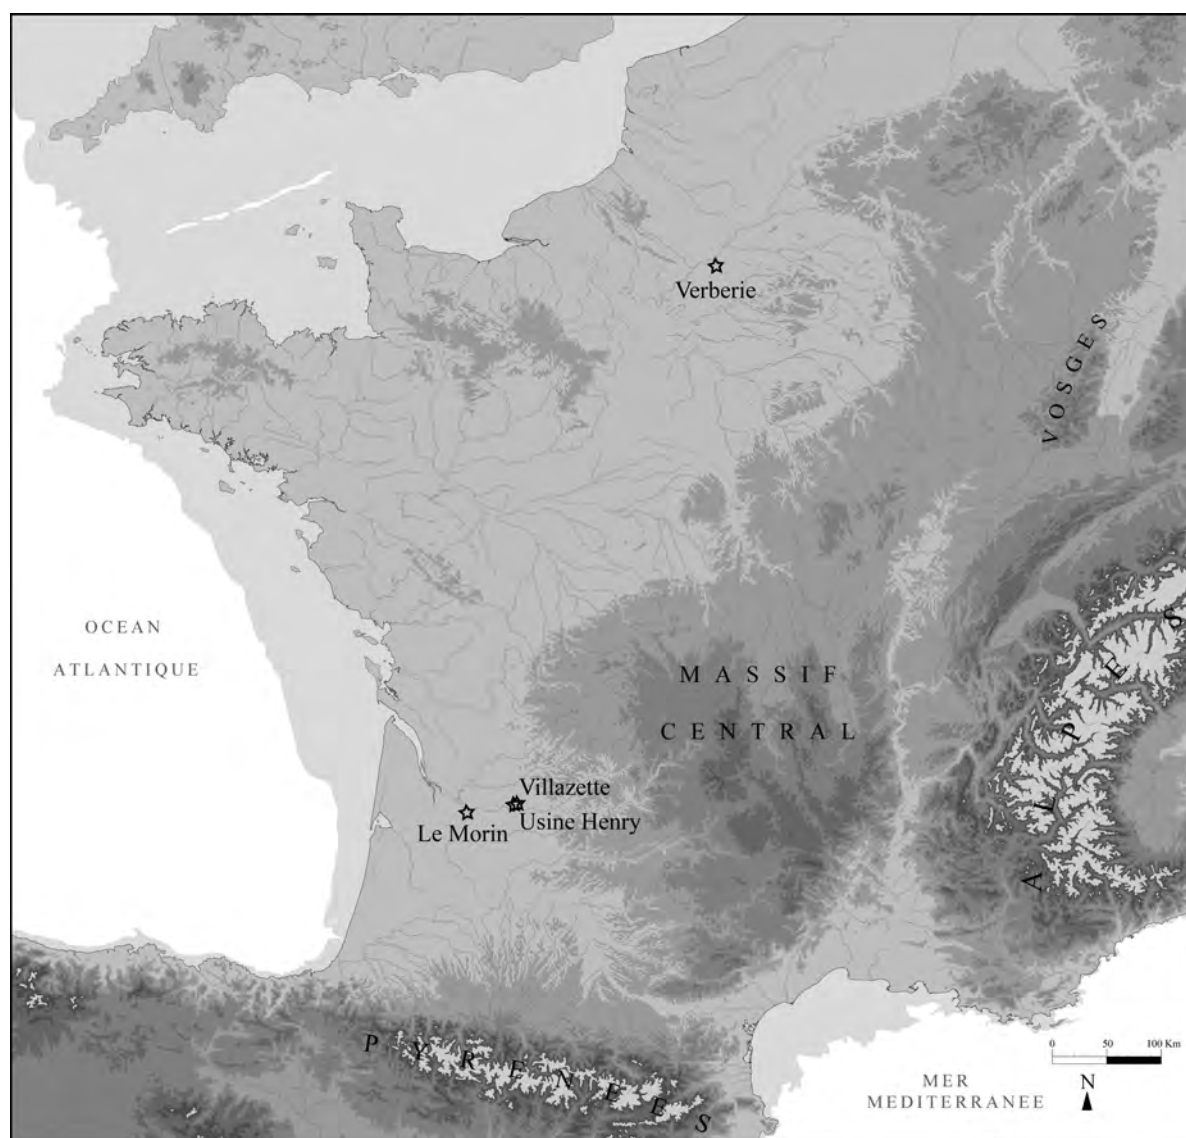 Verberie
VOSGES
OCEAN
ATLANTIQUE
MASSIF
CENTRAL
ALPES
Villazette
Usine Henry
Le Morin
PYRENEES
0 50 100 Km
N
MER
MEDITERRANEE